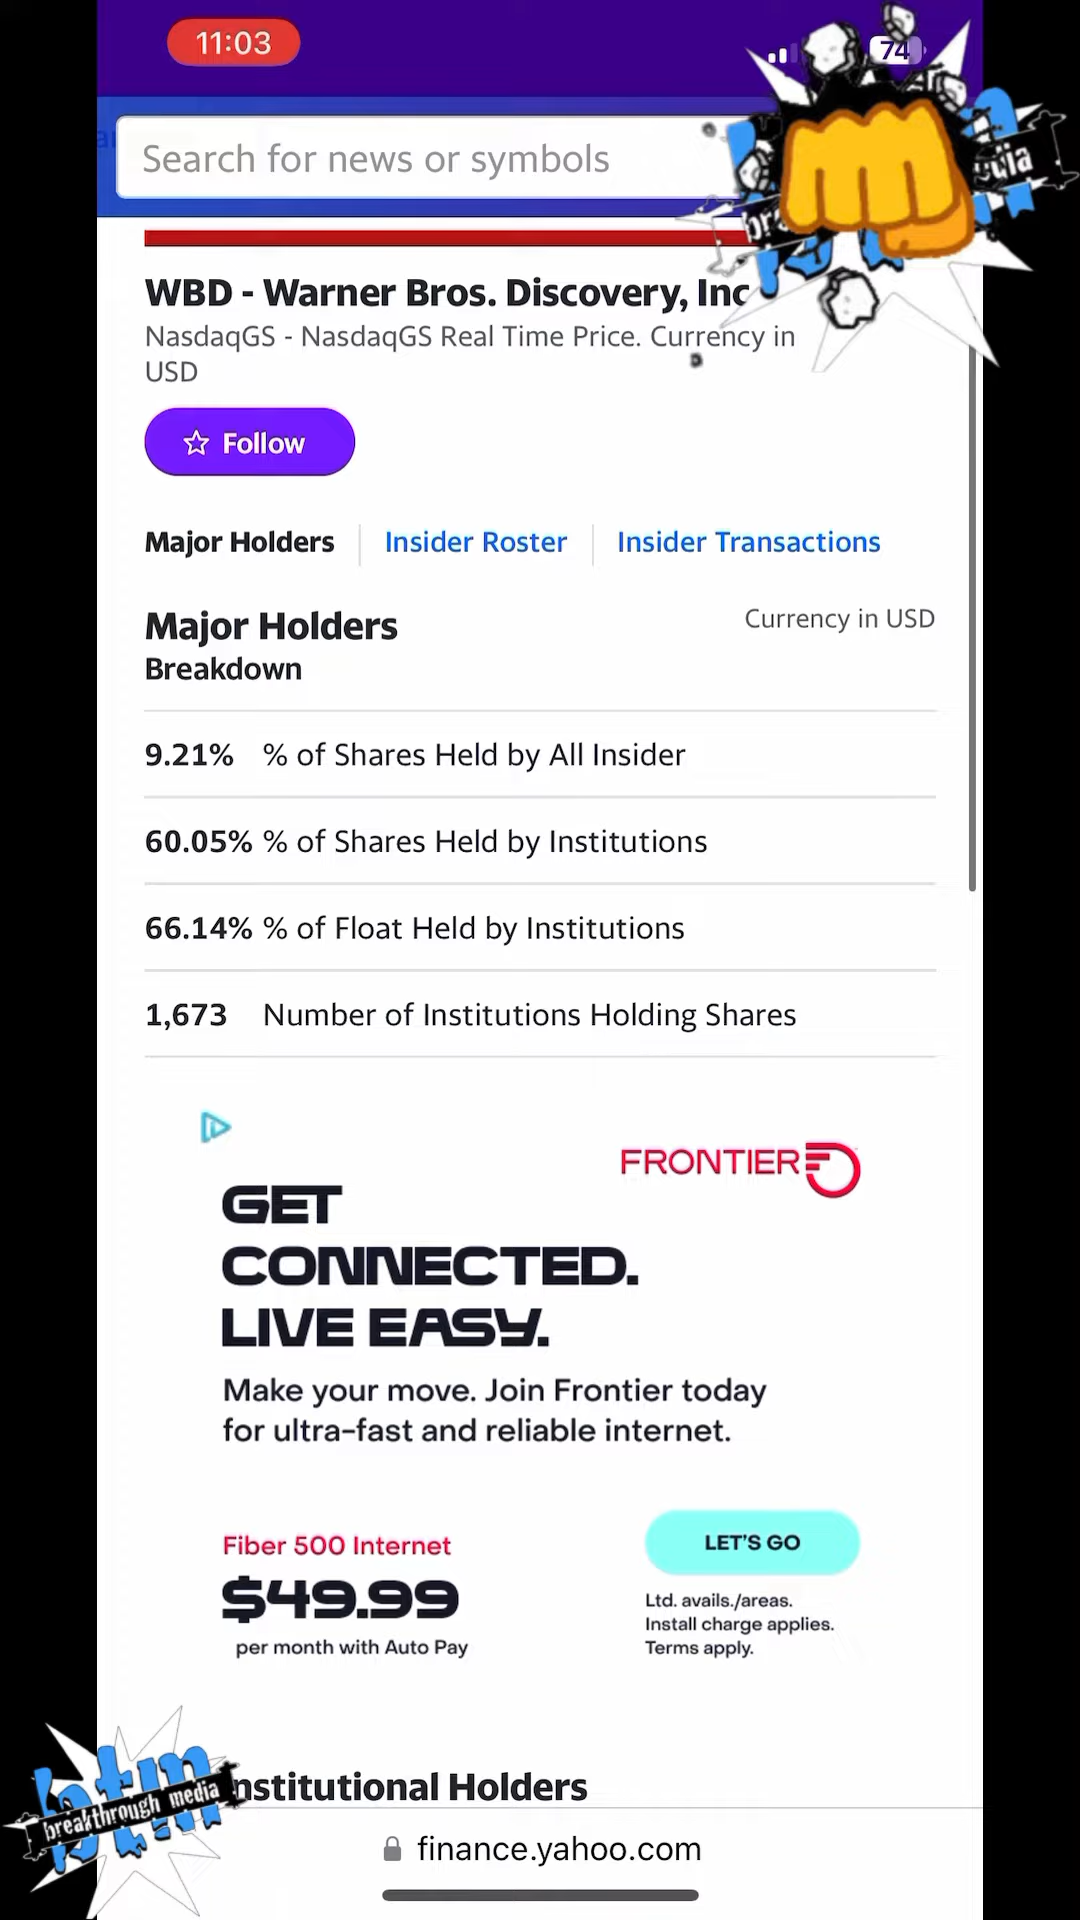 11:03
74
Search for news or symbols
WBD - Warner Bros. Discovery, Inc
NasdaqGS - NasdaqGS Real Time Price. Currency in
USD
Follow
Major Holders
Insider Roster
Insider Transactions
Major Holders
Currency in USD
Breakdown
9.21% % of Shares Held by All Insider
60.05% % of Shares Held by Institutions
66.14% % of Float Held by Institutions
1,673 Number of Institutions Holding Shares
FRONTIER
GET
CONNECTED.
LIVE EASY.
Make your move. Join Frontier today
for ultra-fast and reliable internet.
Fiber 500 Internet
$49.99
per month with Auto Pay
LET'S GO
Ltd. avails./areas.
Install charge applies.
Terms apply.
btm
breakthrough media
nstitutional Holders
finance.yahoo.com